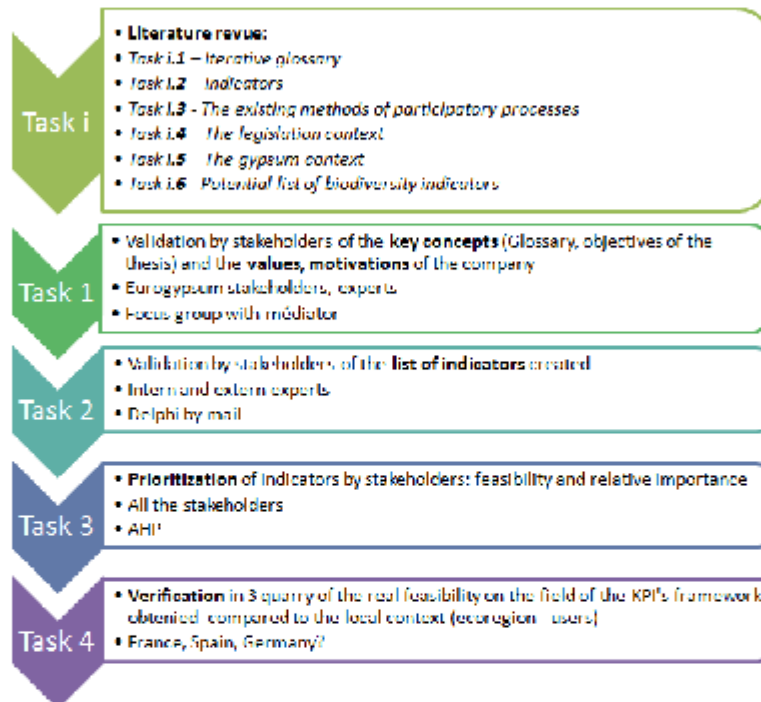 Task i
• Literature revue:
• Task i.1 – Iterative glossary
• Task i.2 Indicators
• Task i.3 - The existing methods of participatory processes
• Task i.4 The legislation context
• Task i.5 The gypsum context
• Task i.6 Potential list of biodiversity indicators
Task 1
• Validation by stakeholders of the key concepts (Glossary, objectives of the
thesis) and the values, motivations of the company
• Eurogypsum stakeholders, experts
• Focus group with médiator
Task 2
• Validation by stakeholders of the list of indicators created
• Intern and extern experts
• Delphi by mail
Task 3
• Prioritization of indicators by stakeholders: feasibility and relative importance
• All the stakeholders
• AHP
Task 4
• Verification in 3 quarry of the real feasibility on the field of the KPI's framework
obtenied compared to the local context (ecoregion users)
• France, Spain, Germany?